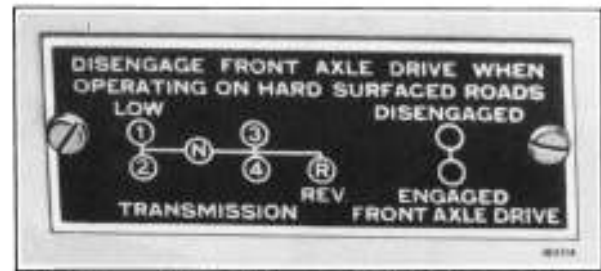 DISENGAGE FRONT AXLE DRIVE WHEN
OPERATING ON HARD SURFACED ROADS
LOW DISENGAGED
1 3
N
2 4 R
REV ENGAGED
TRANSMISSION FRONT AXLE DRIVE